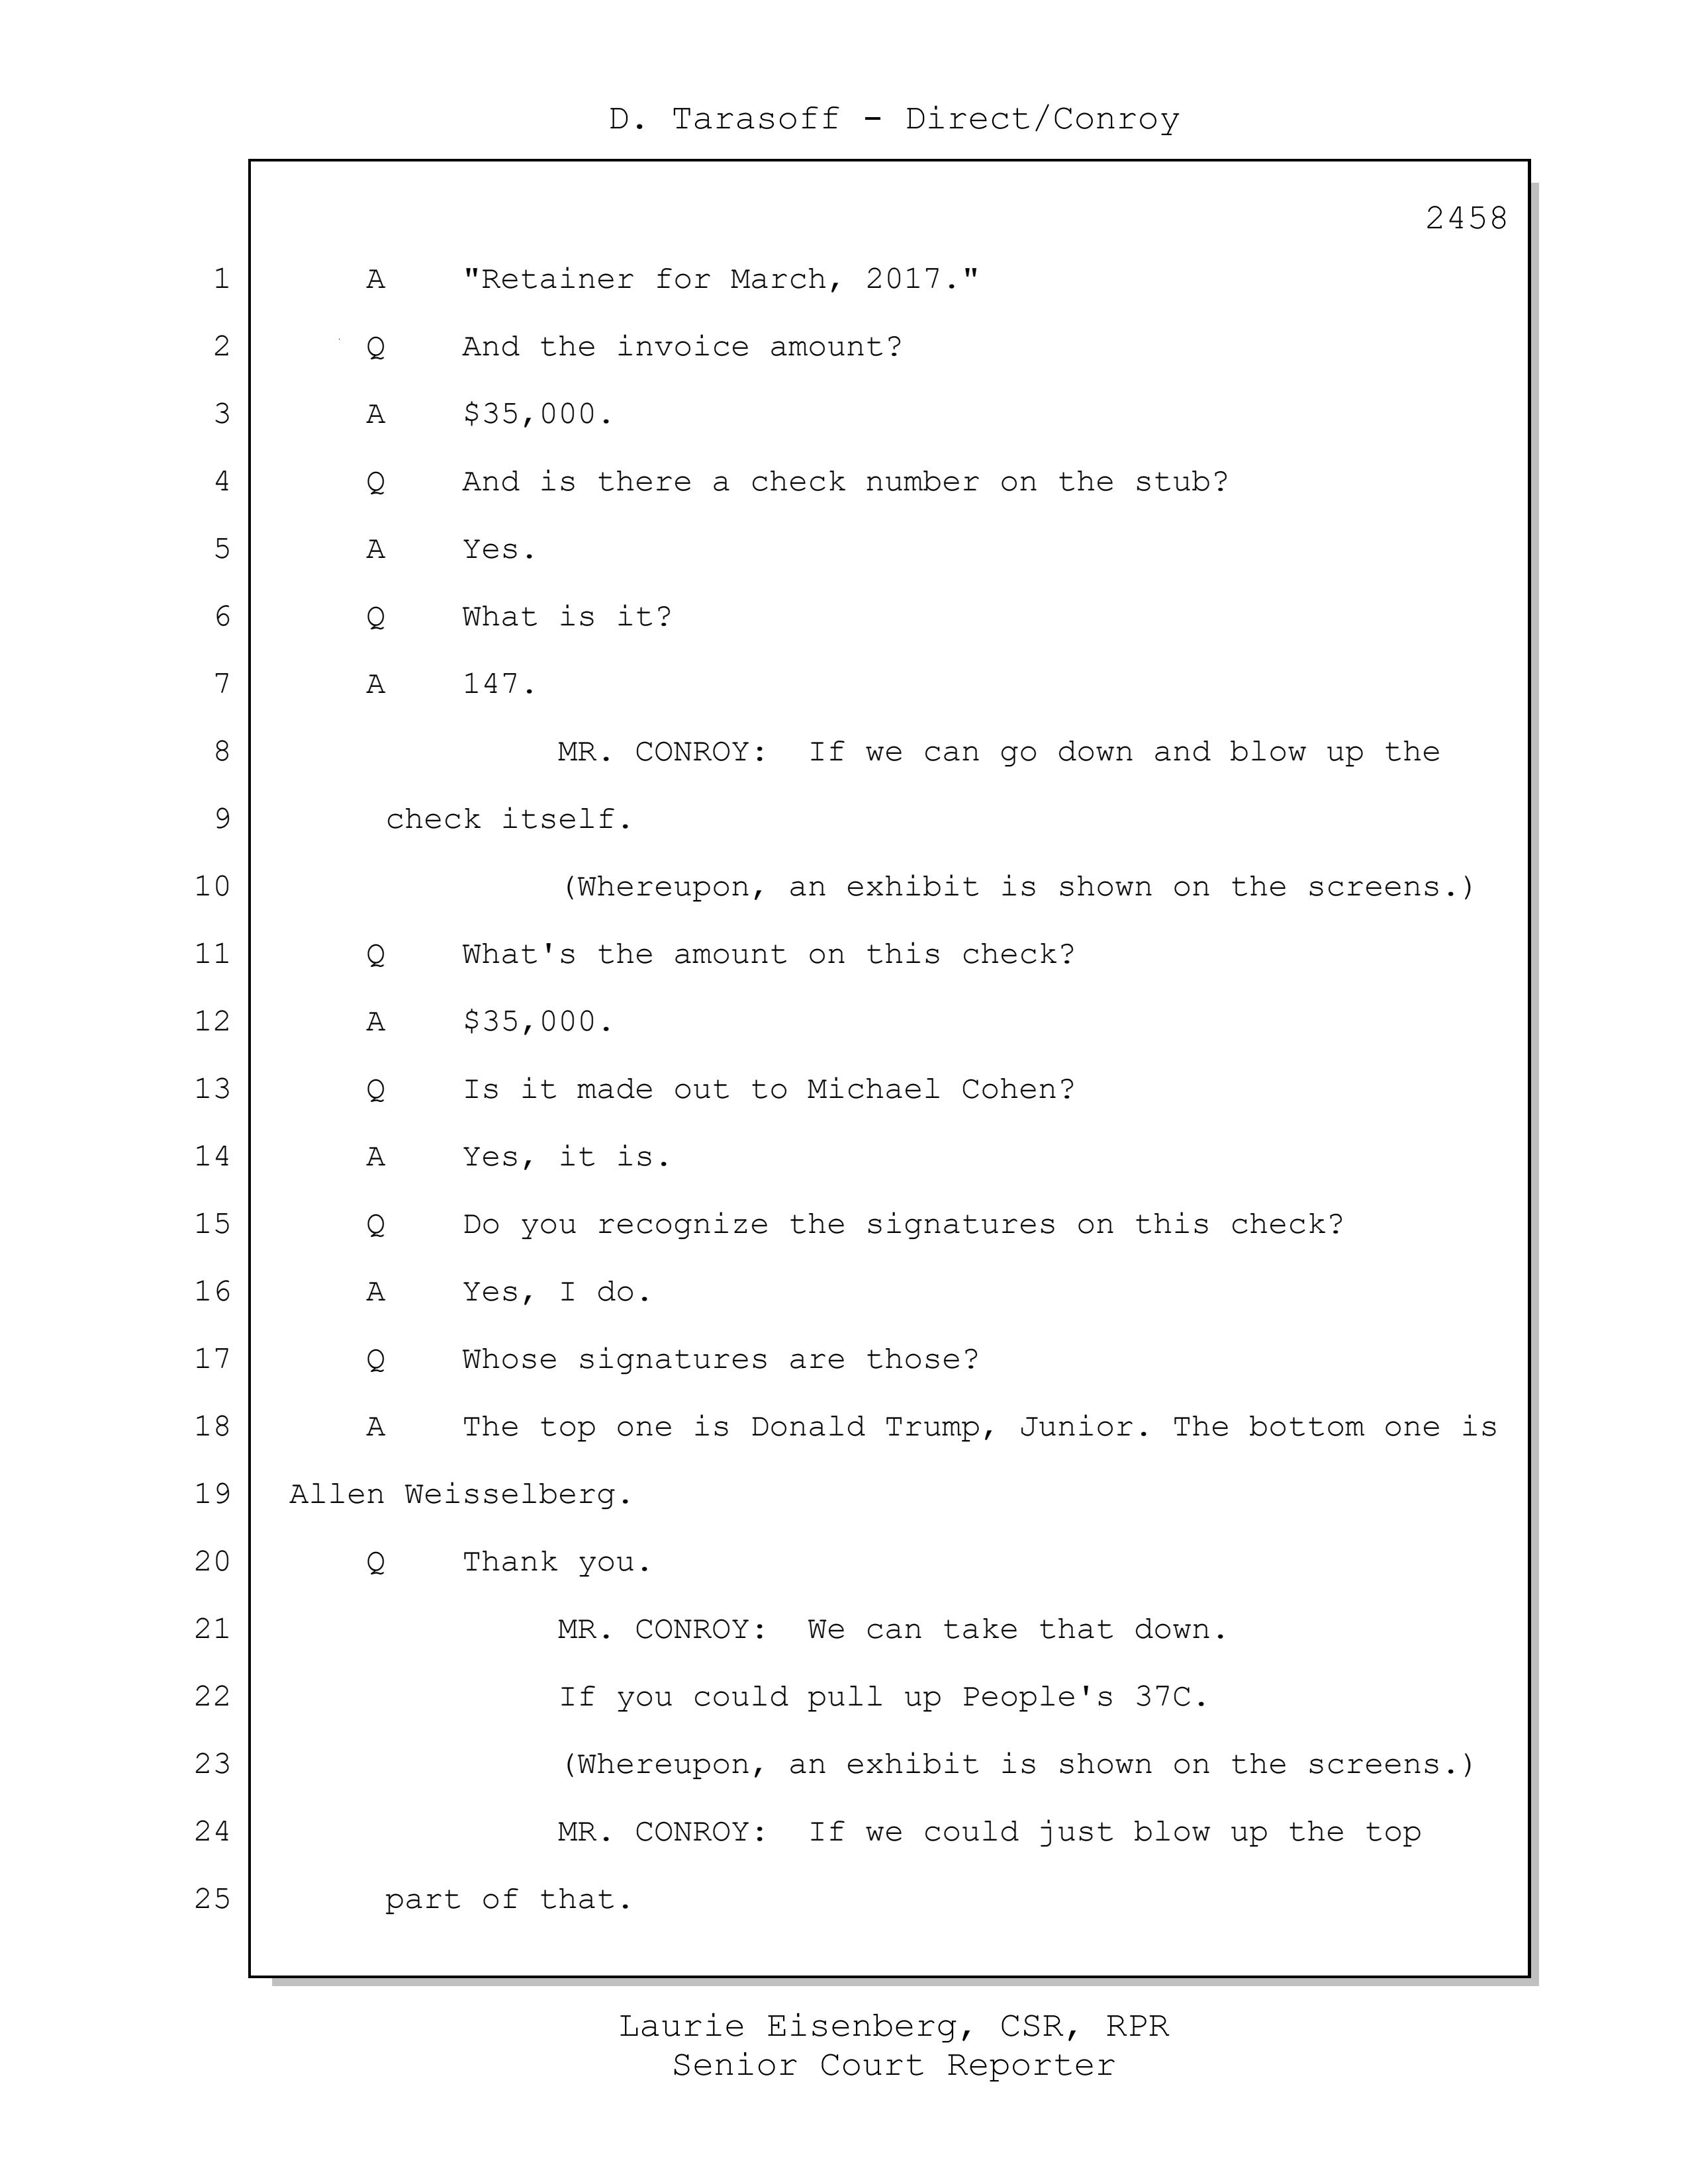 D. Tarasoff - Direct/Conroy
2458
1 A "Retainer for March, 2017."
2 Q And the invoice amount?
3 A $35,000.
4 Q And is there a check number on the stub?
5 A Yes.
6 Q What is it?
7 A 147.
8 MR. CONROY: If we can go down and blow up the
9 check itself.
10 (Whereupon, an exhibit is shown on the screens.)
11 Q What's the amount on this check?
12 A $35,000.
13 Q Is it made out to Michael Cohen?
14 A Yes, it is.
15 Q Do you recognize the signatures on this check?
16 A Yes, I do.
17 Q Whose signatures are those?
18 A The top one is Donald Trump, Junior. The bottom one is
19 Allen Weisselberg.
20 Q Thank you.
21 MR. CONROY: We can take that down.
22 If you could pull up People's 37C.
23 (Whereupon, an exhibit is shown on the screens.)
24 MR. CONROY: If we could just blow up the top
25 part of that.
Laurie Eisenberg, CSR, RPR
Senior Court Reporter